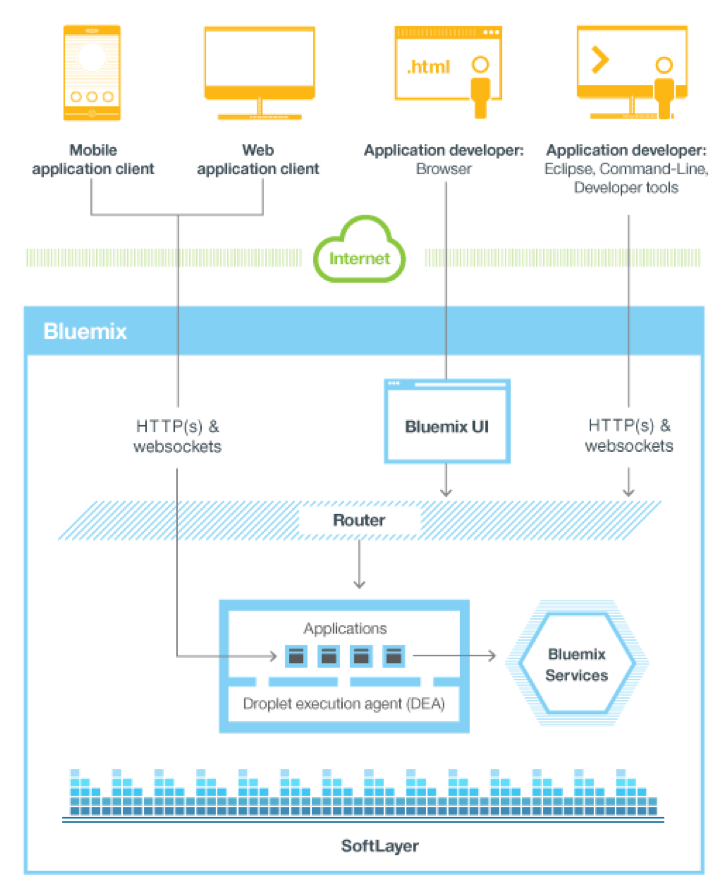 .html
Mobile
application client
Web
application client
Application developer:
Browser
Application developer:
Eclipse, Command-Line,
Developer tools
Internet
Bluemix
HTTP(s) &
websockets
Bluemix UI
HTTP(s) &
websockets
Router
Applications
Droplet execution agent (DEA)
Bluemix
Services
SoftLayer